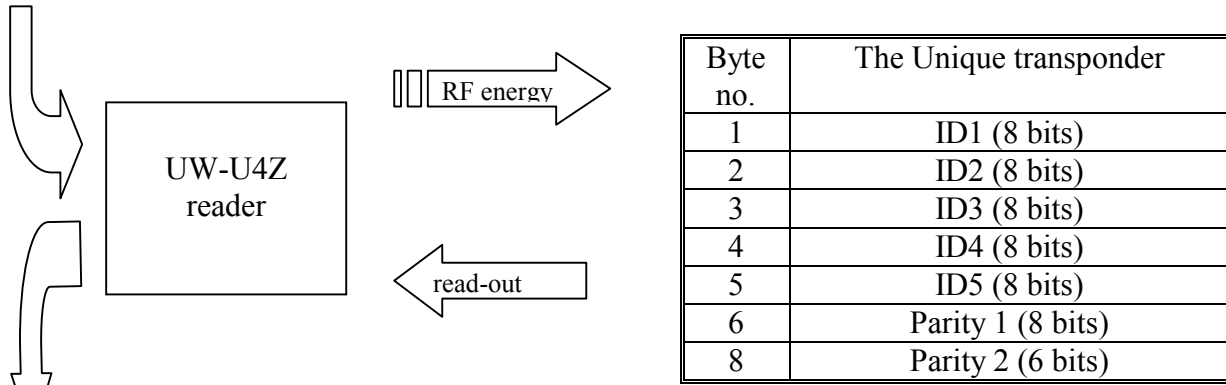 UW-U4Z
reader
RF energy
read-out
Byte no. The Unique transponder
1 ID1 (8 bits)
2 ID2 (8 bits)
3 ID3 (8 bits)
4 ID4 (8 bits)
5 ID5 (8 bits)
6 Parity 1 (8 bits)
8 Parity 2 (6 bits)